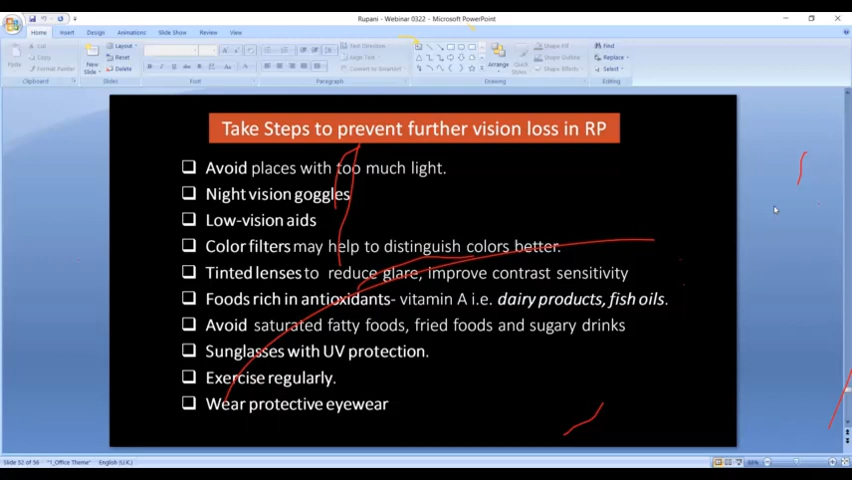 Rupani - Webinar 0322 - Microsoft PowerPoint
Home Insert Design Animations Slide Show Review View
Cut
Copy
Format Painter
Paste
Clipboard
New Slide
Layout
Reset
Delete
Slides
Font
Text Direction
Align Text
Convert to SmartArt
Paragraph
Arrange
Quick Styles
Shape Fill
Shape Outline
Shape Effects
Drawing
Find
Replace
Select
Editing
Take Steps to prevent further vision loss in RP
Avoid places with too much light.
Night vision goggles
Low-vision aids
Color filters may help to distinguish colors better.
Tinted lenses to reduce glare, improve contrast sensitivity
Foods rich in antioxidants- vitamin A i.e. dairy products, fish oils.
Avoid saturated fatty foods, fried foods and sugary drinks
Sunglasses with UV protection.
Exercise regularly.
Wear protective eyewear
Slide 52 of 56 "1_Office Theme" English (U.K.)